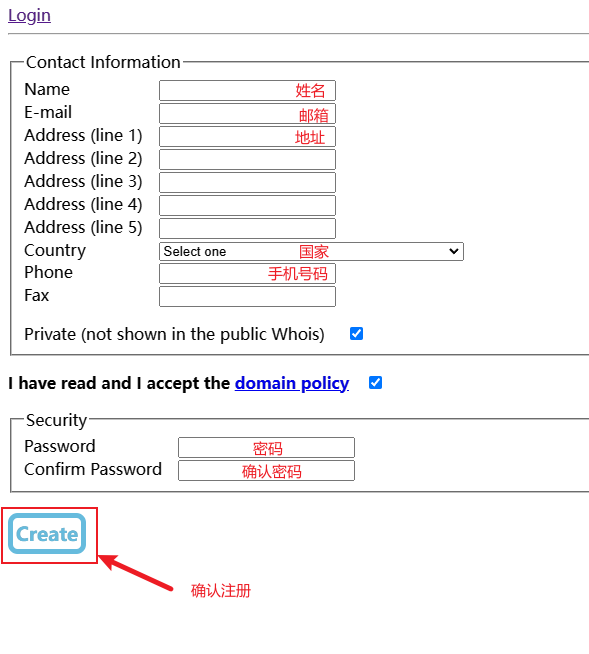 Login
Contact Information
Name 姓名
E-mail 邮箱
Address (line 1) 地址
Address (line 2)
Address (line 3)
Address (line 4)
Address (line 5)
Country Select one 国家
Phone 手机号码
Fax
Private (not shown in the public Whois)
I have read and I accept the domain policy
Security
Password 密码
Confirm Password 确认密码
Create
确认注册